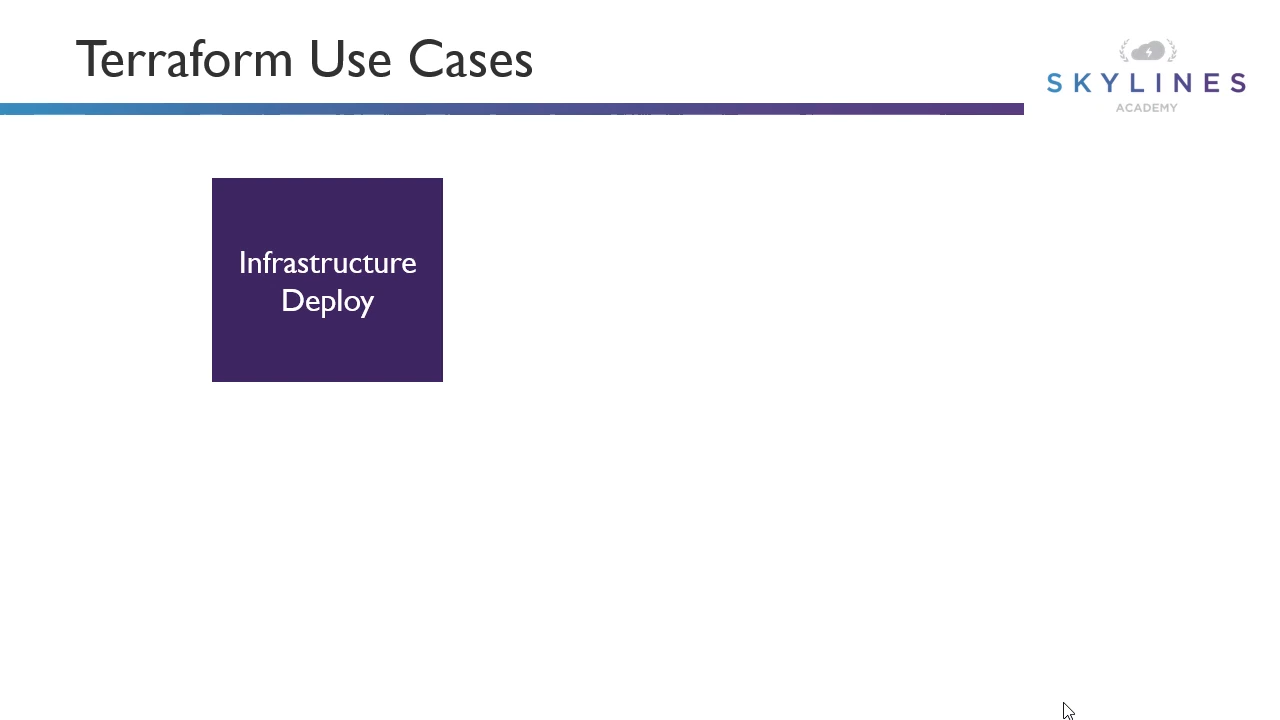 Terraform Use Cases
SKYLINES
ACADEMY
Infrastructure
Deploy